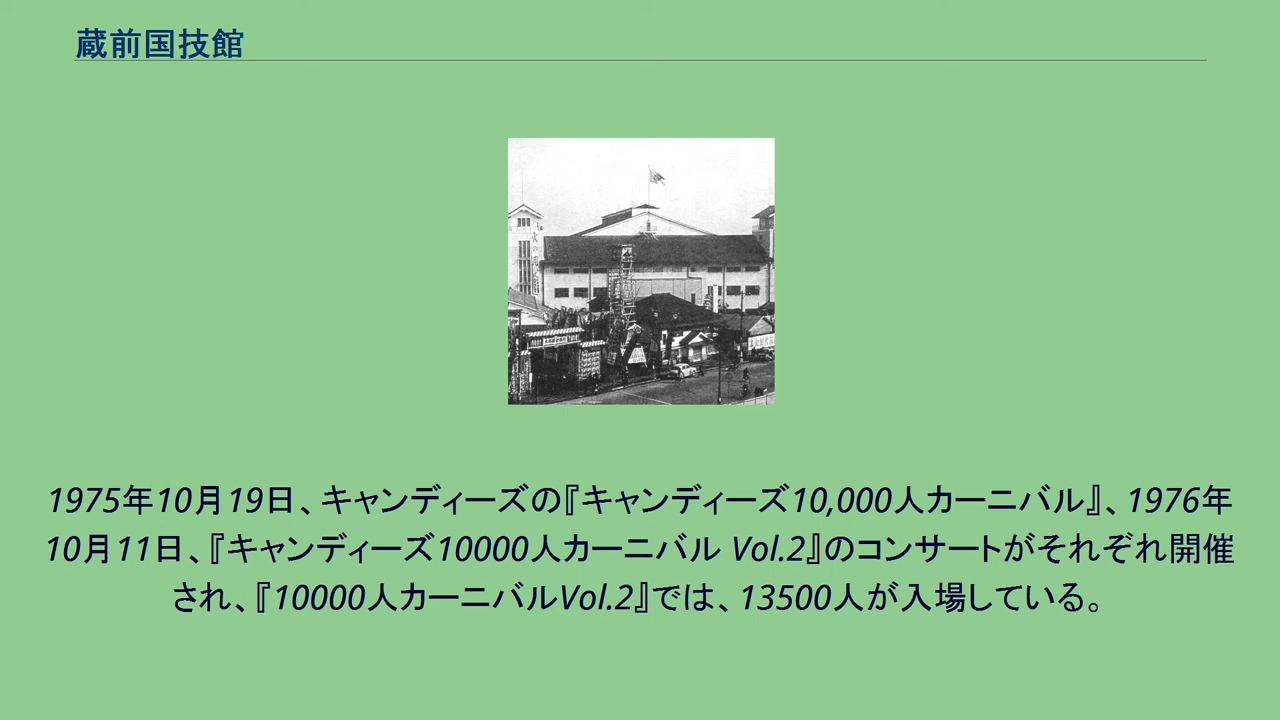 蔵前国技館
1975年10月19日、キャンディーズの『キャンディーズ10,000人カーニバル』、1976年
10月11日、『キャンディーズ10000人カーニバル Vol.2』のコンサートがそれぞれ開催
され、『10000人カーニバルVol.2』では、13500人が入場している。